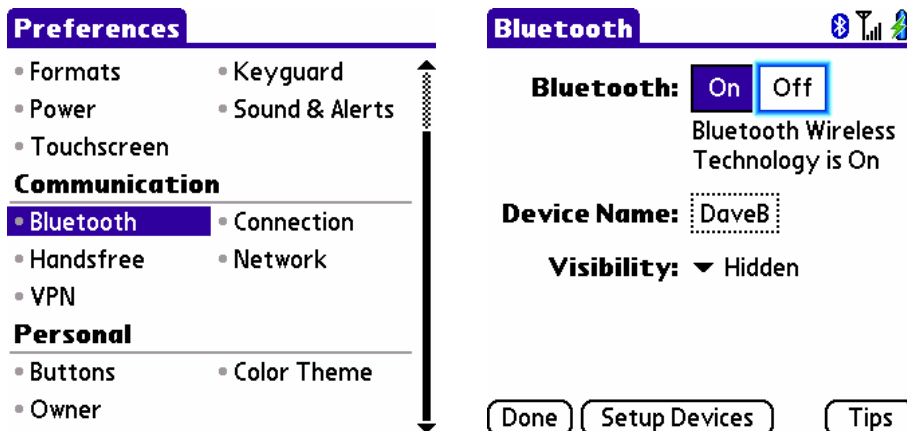 Preferences
Formats Keyguard
Power Sound & Alerts
Touchscreen
Communication
Bluetooth Connection
Handsfree Network
VPN
Personal
Buttons Color Theme
Owner
Bluetooth
Bluetooth: On Off
Bluetooth Wireless
Technology is On
Device Name: DaveB
Visibility: Hidden
Done Setup Devices Tips